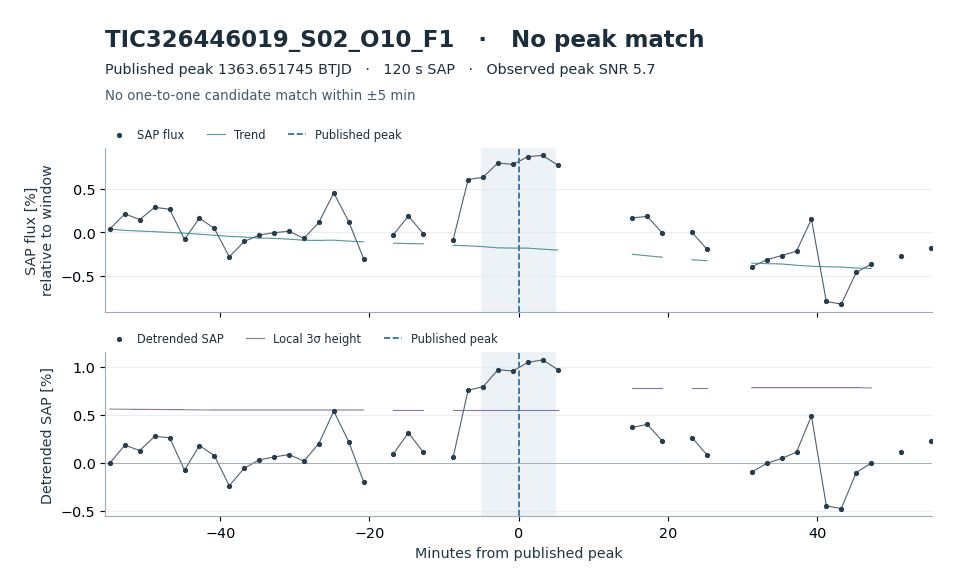 TIC326446019_S02_O10_F1 · No peak match
Published peak 1363.651745 BTJD · 120 s SAP · Observed peak SNR 5.7
No one-to-one candidate match within ±5 min
SAP flux Trend Published peak
SAP flux [%]
relative to window
0.5
0.0
−0.5
Detrended SAP Local 3σ height Published peak
Detrended SAP [%]
1.0
0.5
0.0
−0.5
−40 −20 0 20 40
Minutes from published peak